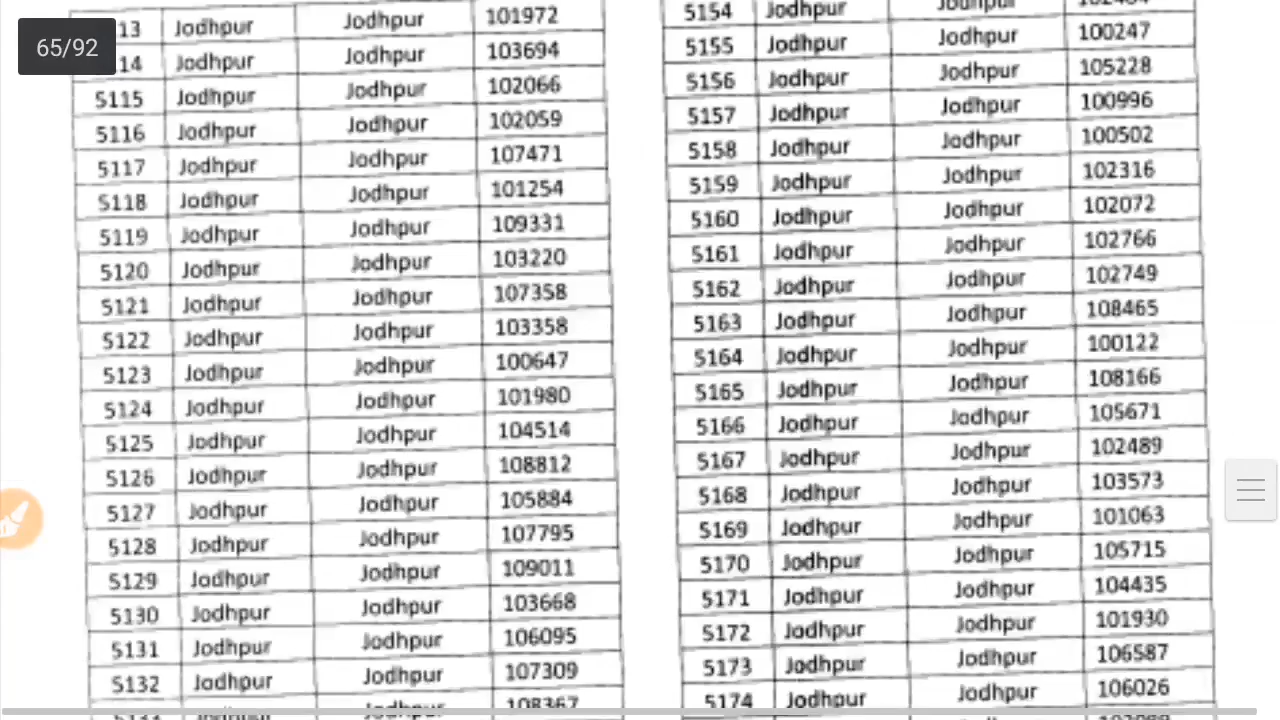 65/92
13 Jodhpur Jodhpur 101972
14 Jodhpur Jodhpur 103694
5115 Jodhpur Jodhpur 102066
5116 Jodhpur Jodhpur 102059
5117 Jodhpur Jodhpur 107471
5118 Jodhpur Jodhpur 101254
5119 Jodhpur Jodhpur 109331
5120 Jodhpur Jodhpur 103220
5121 Jodhpur Jodhpur 107358
5122 Jodhpur Jodhpur 103358
5123 Jodhpur Jodhpur 100647
5124 Jodhpur Jodhpur 101980
5125 Jodhpur Jodhpur 104514
5126 Jodhpur Jodhpur 108812
5127 Jodhpur Jodhpur 105884
5128 Jodhpur Jodhpur 107795
5129 Jodhpur Jodhpur 109011
5130 Jodhpur Jodhpur 103668
5131 Jodhpur Jodhpur 106095
5132 Jodhpur Jodhpur 107309
Jodhpur 108367
5154 Jodhpur Jodhpur
5155 Jodhpur Jodhpur 100247
5156 Jodhpur Jodhpur 105228
5157 Jodhpur Jodhpur 100996
5158 Jodhpur Jodhpur 100502
5159 Jodhpur Jodhpur 102316
5160 Jodhpur Jodhpur 102072
5161 Jodhpur Jodhpur 102766
5162 Jodhpur Jodhpur 102749
5163 Jodhpur Jodhpur 108465
5164 Jodhpur Jodhpur 100122
5165 Jodhpur Jodhpur 108166
5166 Jodhpur Jodhpur 105671
5167 Jodhpur Jodhpur 102489
5168 Jodhpur Jodhpur 103573
5169 Jodhpur Jodhpur 101063
5170 Jodhpur Jodhpur 105715
5171 Jodhpur Jodhpur 104435
5172 Jodhpur Jodhpur 101930
5173 Jodhpur Jodhpur 106587
5174 Jodhpur Jodhpur 106026